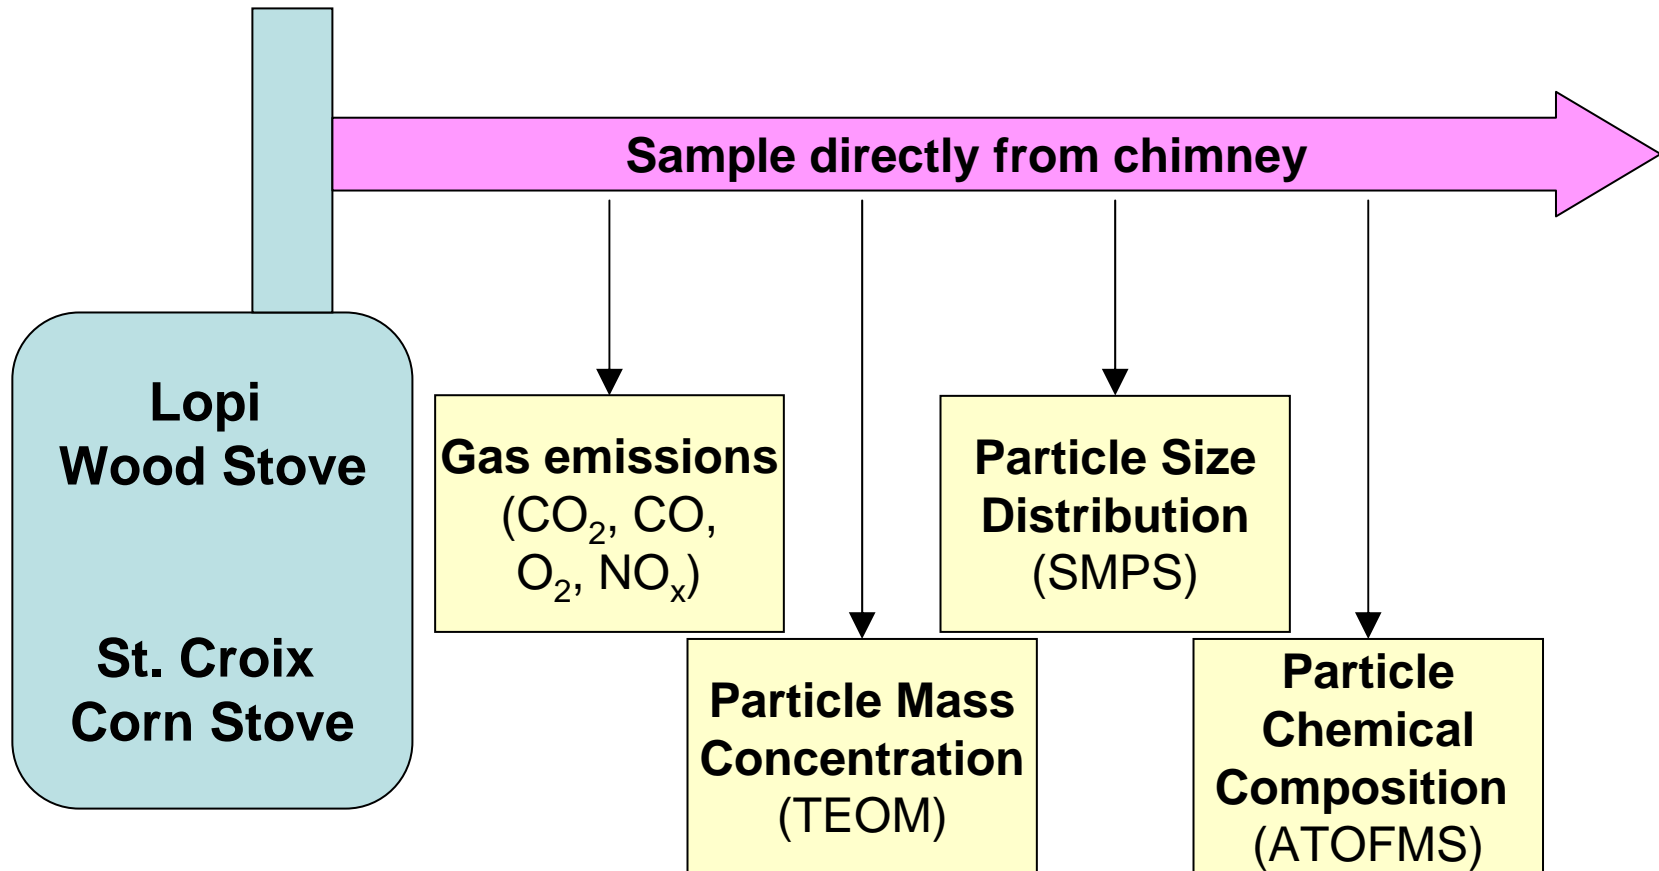 Sample directly from chimney
Lopi
Wood Stove
St. Croix
Corn Stove
Gas emissions
(CO₂, CO,
O₂, NOₓ)
Particle Mass
Concentration
(TEOM)
Particle Size
Distribution
(SMPS)
Particle
Chemical
Composition
(ATOFMS)